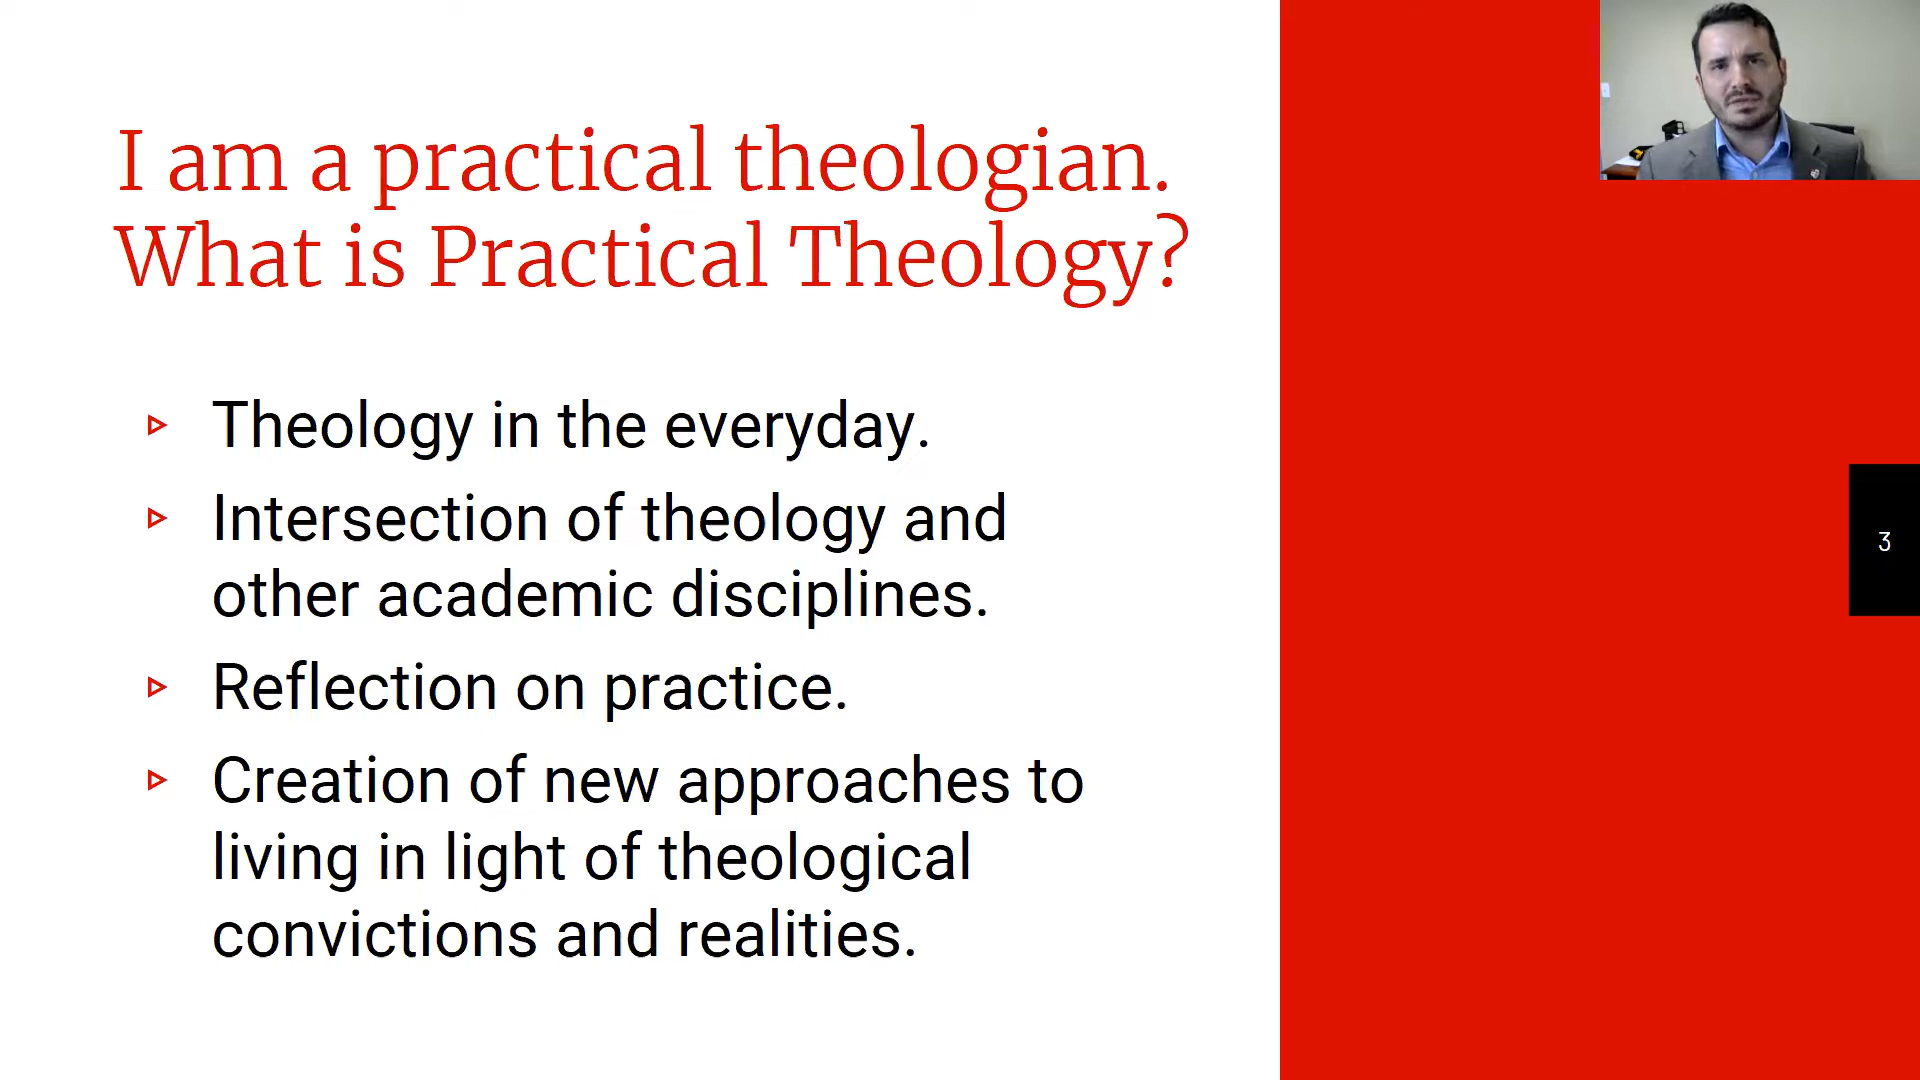 I am a practical theologian.
What is Practical Theology?
Theology in the everyday.
Intersection of theology and
other academic disciplines.
Reflection on practice.
Creation of new approaches to
living in light of theological
convictions and realities.
3